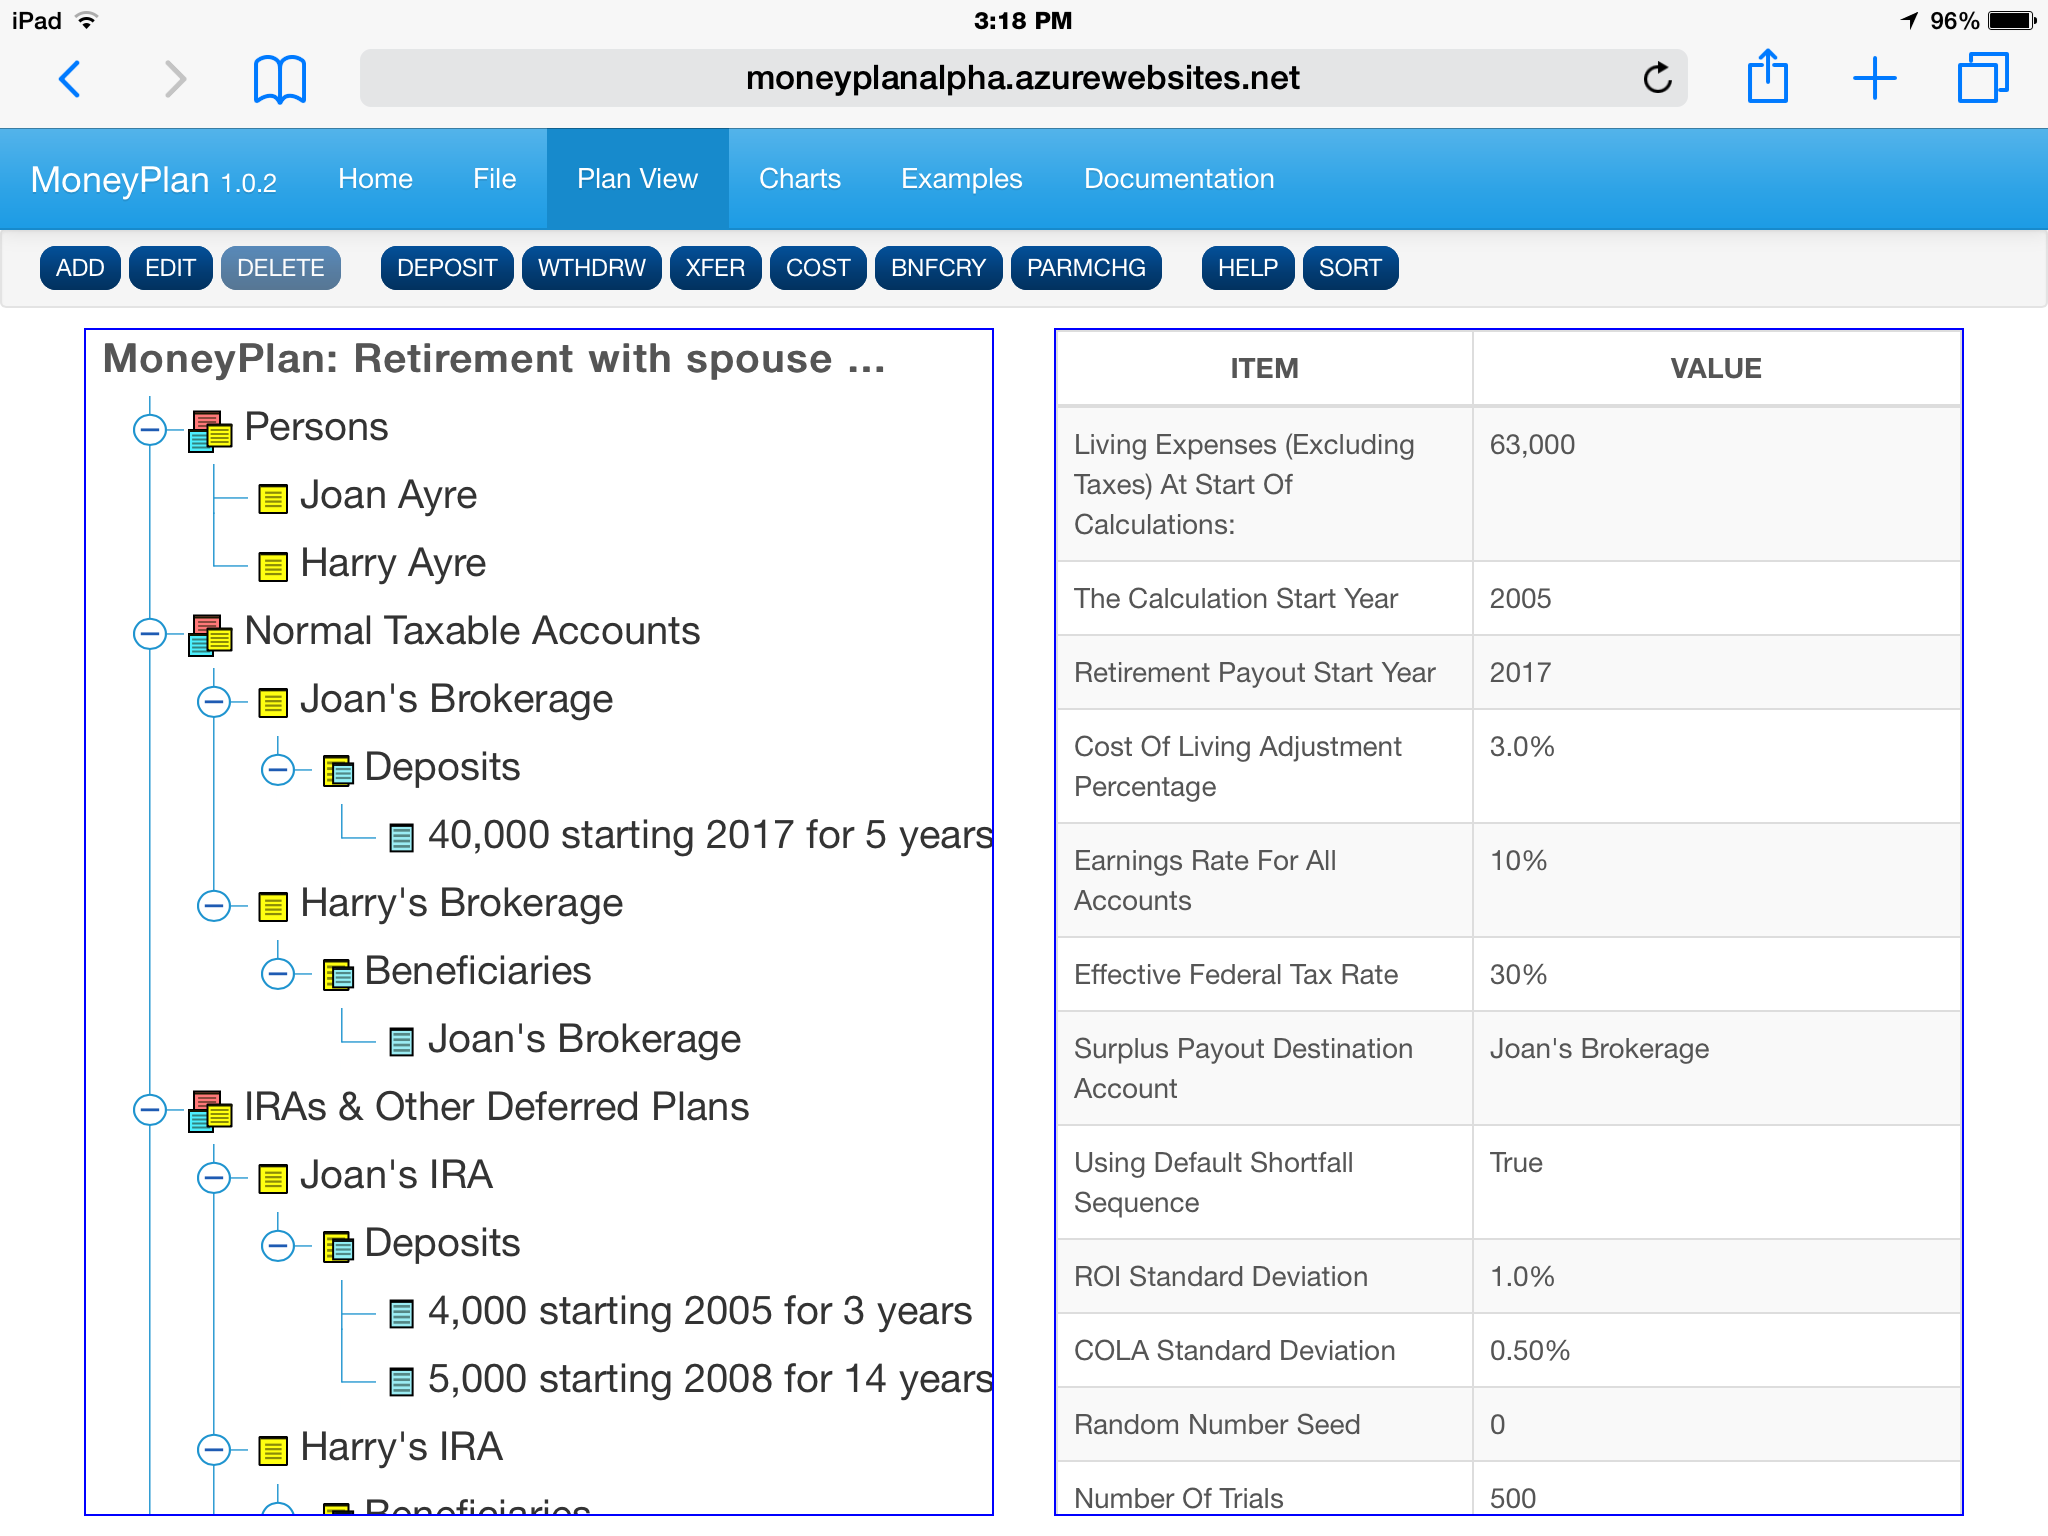 iPad 3:18 PM 96%
moneyplanalpha.azurewebsites.net
MoneyPlan 1.0.2 Home File Plan View Charts Examples Documentation
ADD EDIT DELETE DEPOSIT WTHDRW XFER COST BNFCRY PARMCHG HELP SORT
MoneyPlan: Retirement with spouse ...
Persons
Joan Ayre
Harry Ayre
Normal Taxable Accounts
Joan's Brokerage
Deposits
40,000 starting 2017 for 5 years
Harry's Brokerage
Beneficiaries
Joan's Brokerage
IRAs & Other Deferred Plans
Joan's IRA
Deposits
4,000 starting 2005 for 3 years
5,000 starting 2008 for 14 years
Harry's IRA
Beneficiaries
ITEM VALUE
Living Expenses (Excluding 63,000
Taxes) At Start Of
Calculations:
The Calculation Start Year 2005
Retirement Payout Start Year 2017
Cost Of Living Adjustment 3.0%
Percentage
Earnings Rate For All 10%
Accounts
Effective Federal Tax Rate 30%
Surplus Payout Destination Joan's Brokerage
Account
Using Default Shortfall True
Sequence
ROI Standard Deviation 1.0%
COLA Standard Deviation 0.50%
Random Number Seed 0
Number Of Trials 500